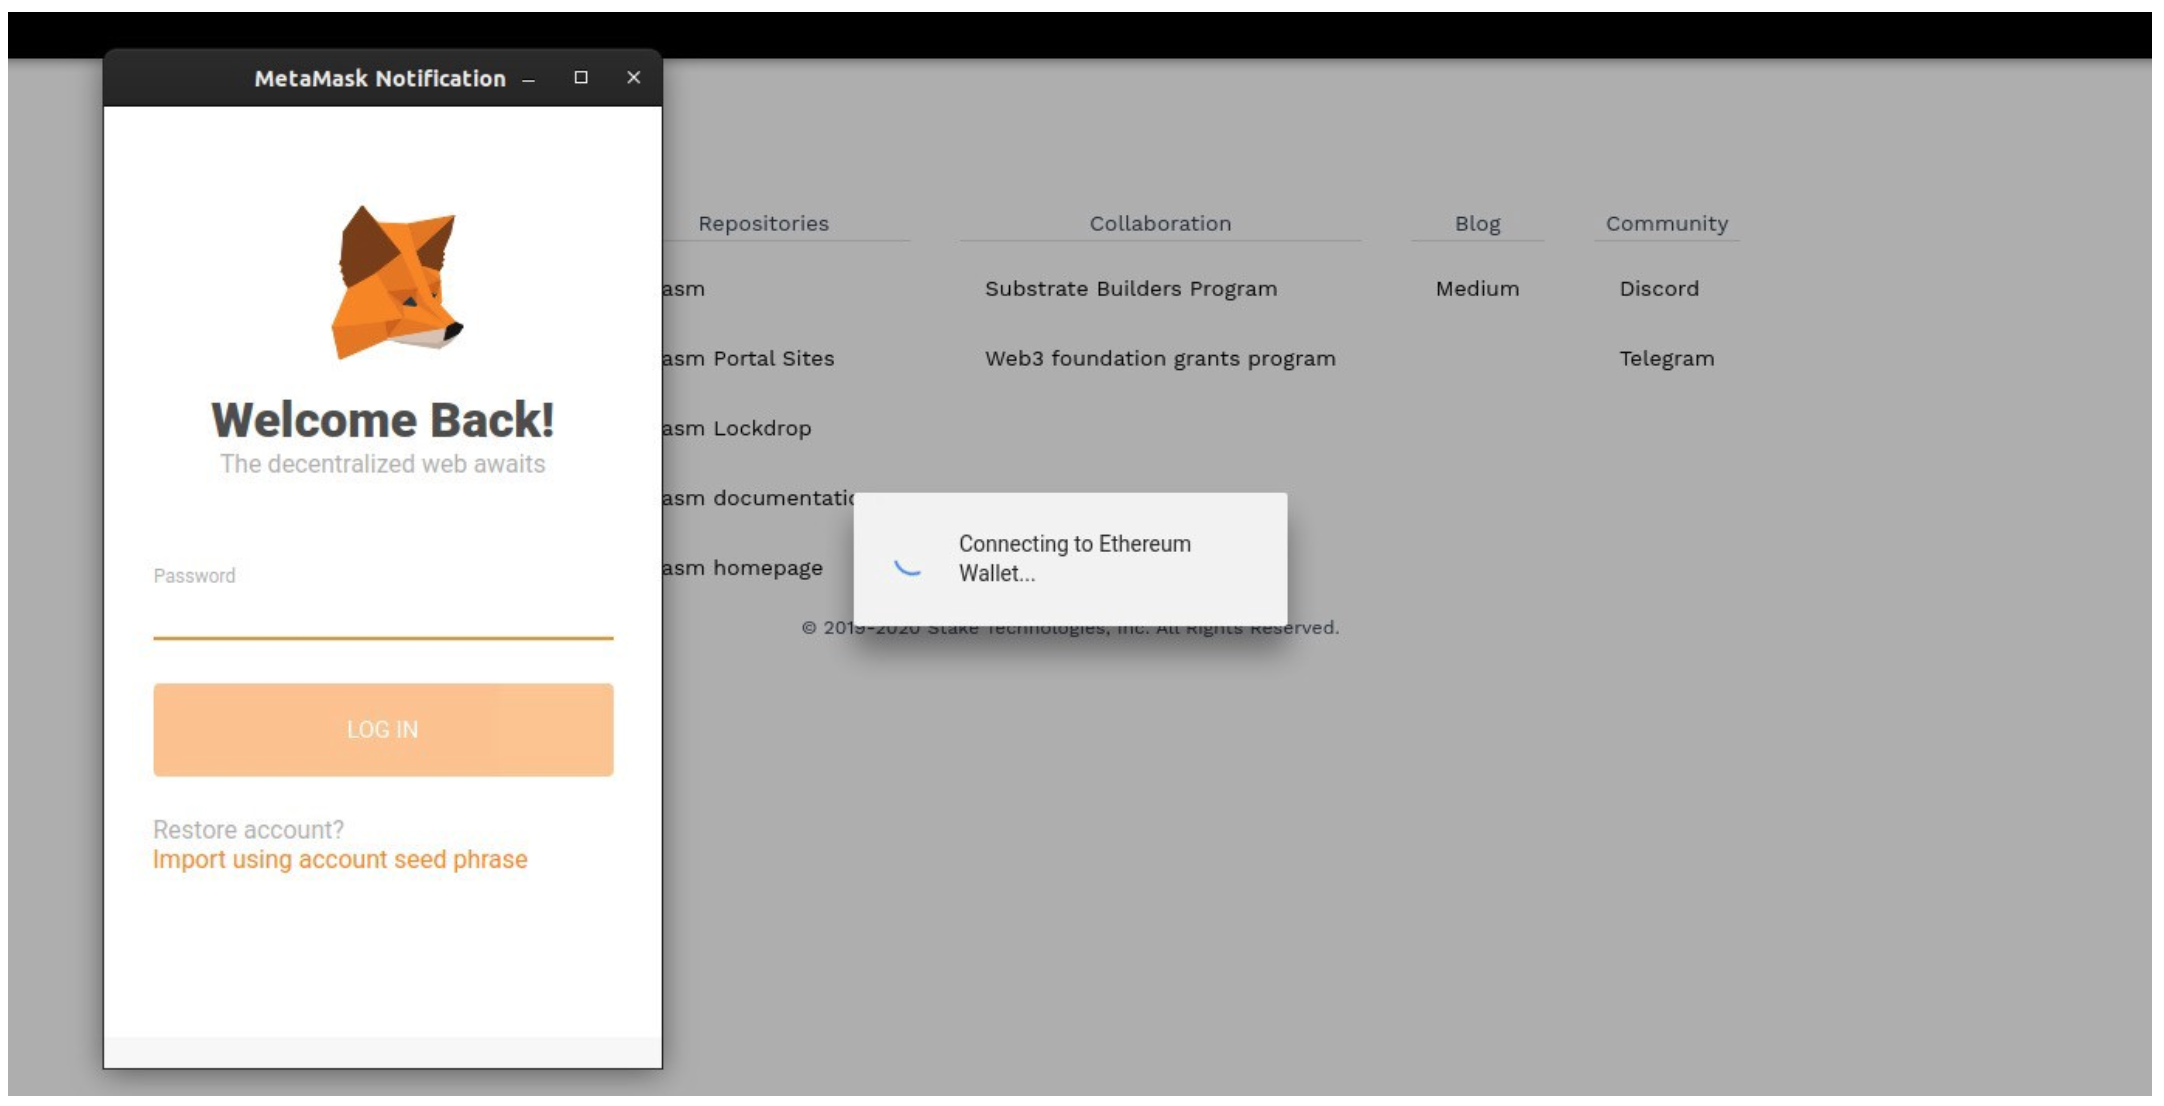 MetaMask Notification
Welcome Back!
The decentralized web awaits
Password
LOG IN
Restore account?
Import using account seed phrase
Repositories
asm
asm Portal Sites
asm Lockdrop
asm documentatio
asm homepage
Collaboration
Substrate Builders Program
Web3 foundation grants program
Blog
Medium
Community
Discord
Telegram
Connecting to Ethereum
Wallet...
© 2019-2020 Stake Technologies, Inc. All Rights Reserved.